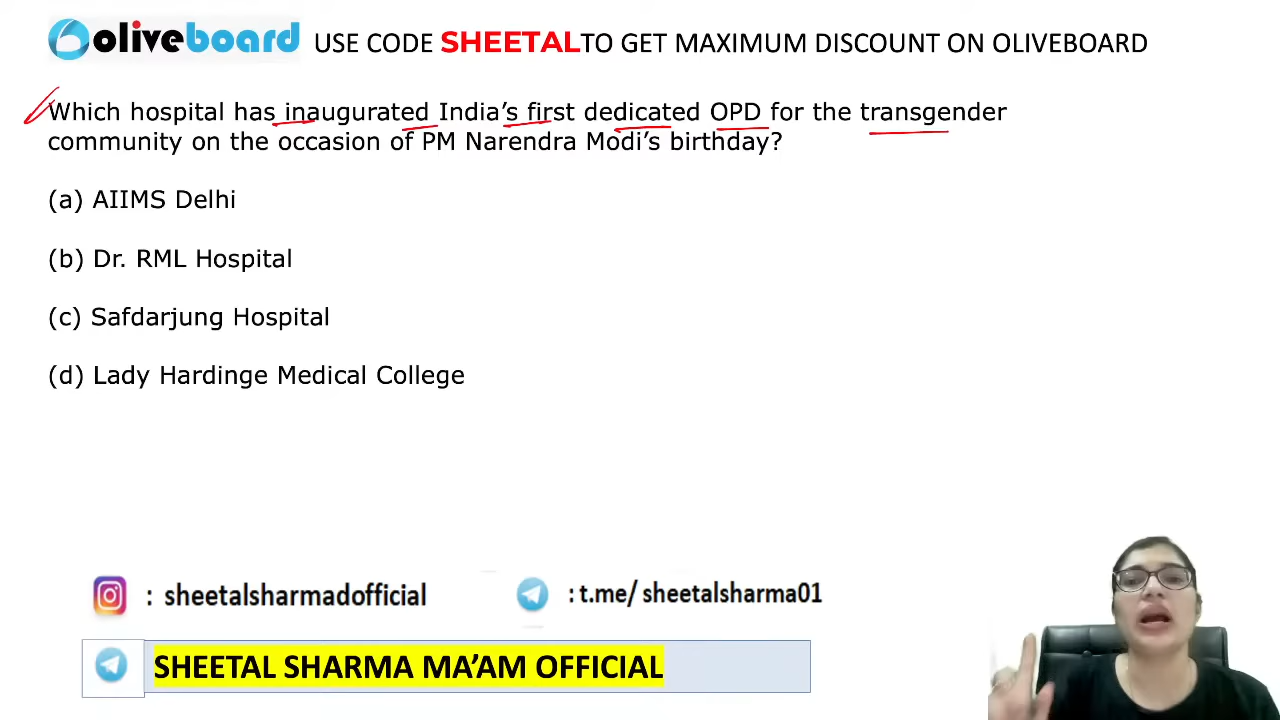 oliveboard USE CODE SHEETAL TO GET MAXIMUM DISCOUNT ON OLIVEBOARD
Which hospital has inaugurated India's first dedicated OPD for the transgender
community on the occasion of PM Narendra Modi's birthday?
(a) AIIMS Delhi
(b) Dr. RML Hospital
(c) Safdarjung Hospital
(d) Lady Hardinge Medical College
: sheetalsharmadofficial : t.me/ sheetalsharma01
SHEETAL SHARMA MA'AM OFFICIAL